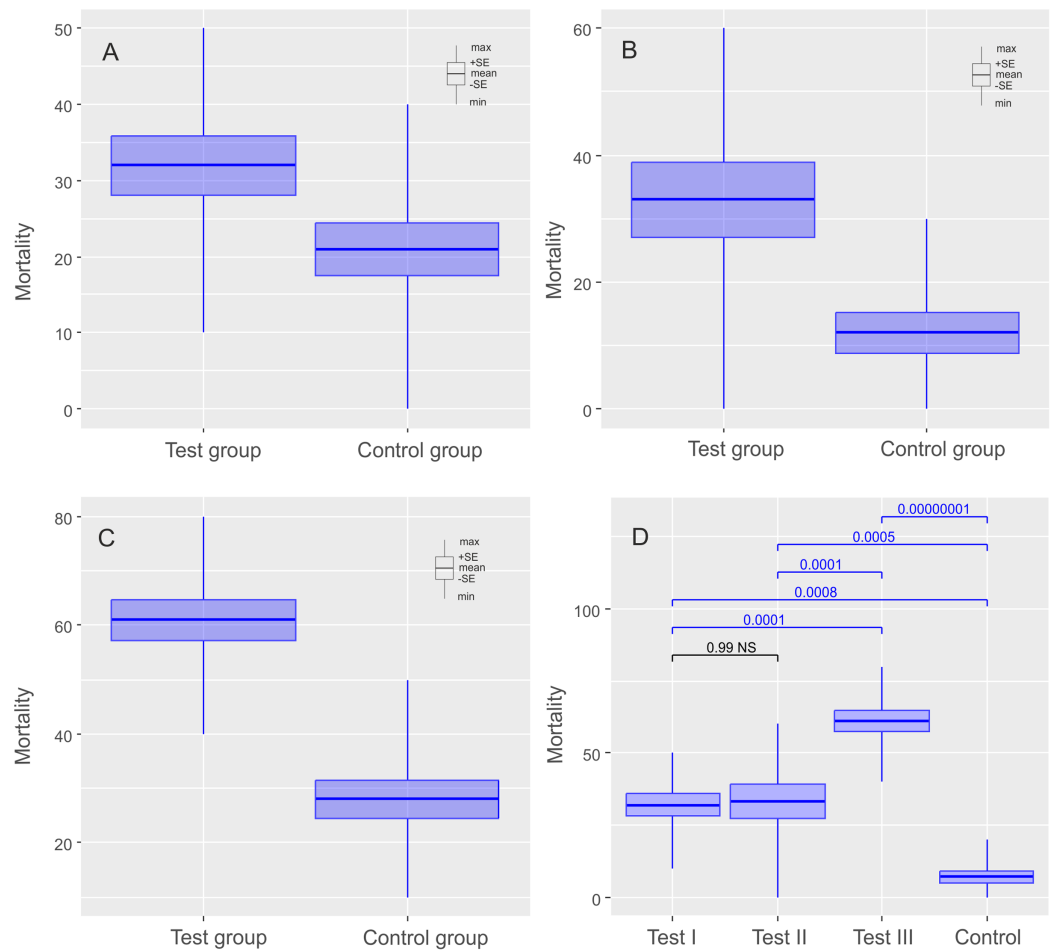 A
max
+SE
mean
-SE
min
50
40
30
20
10
0
Mortality
Test group
Control group
B
max
+SE
mean
-SE
min
60
40
20
0
Mortality
Test group
Control group
C
max
+SE
mean
-SE
min
80
60
40
20
Mortality
Test group
Control group
D
0.00000001
0.0005
0.0001
0.0008
0.0001
0.99 NS
100
50
0
Mortality
Test I
Test II
Test III
Control